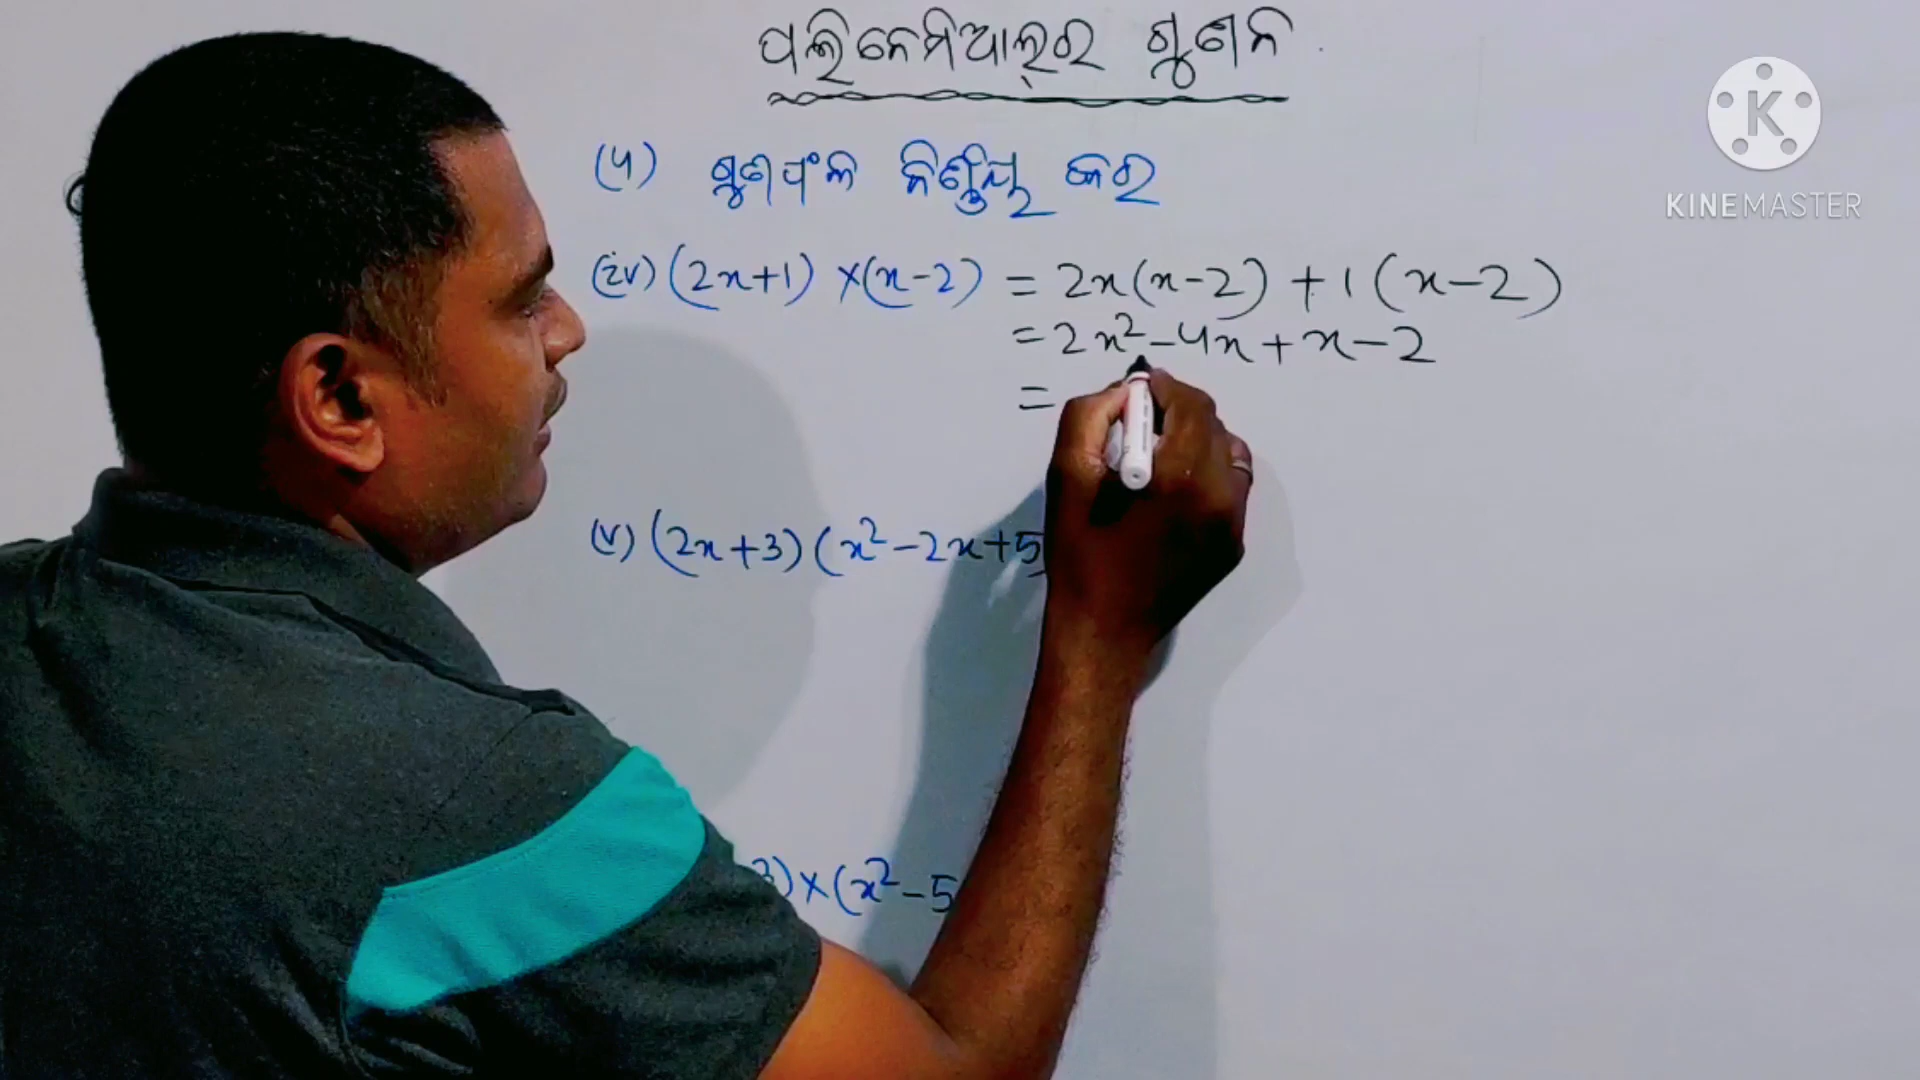 ପଲିନେମିଆଲ୍‌ର ଗୁଣନ
(4) ଗୁଣଫଳ ନିର୍ଣ୍ଣୟ କର
(iv) (2x+1) ×(x-2) = 2x(x-2) + 1(x-2)
= 2x²-4x+x-2
=
(v) (2x+3)(x²-2x+5)
3)×(x²-5
K
KINEMASTER